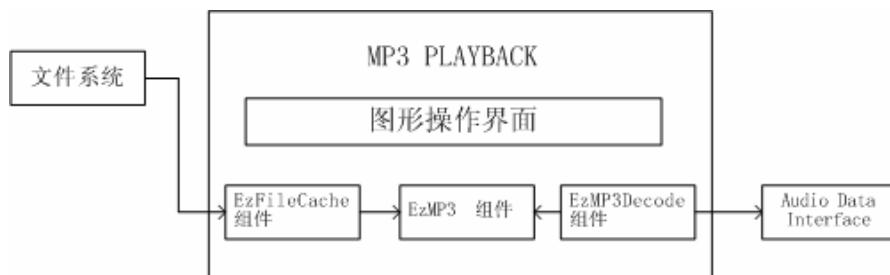 MP3 PLAYBACK
文件系统
图形操作界面
EzFileCache
组件
EzMP3 组件
EzMP3Decode
组件
Audio Data
Interface